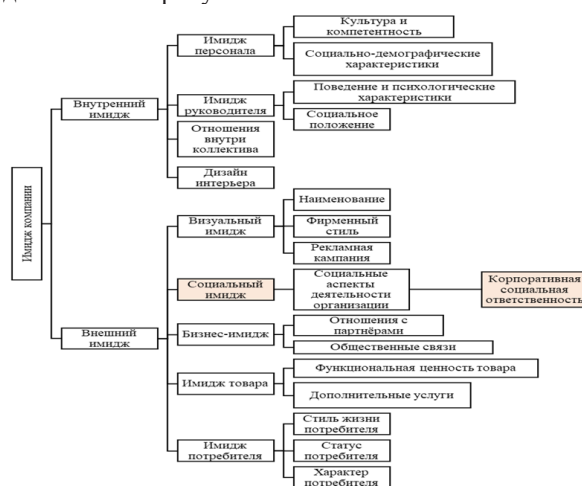 Имидж компании
Внутренний
имидж
Имидж
персонала
Культура и
компетентность
Социально-демографические
характеристики
Имидж
руководителя
Поведение и психологические
характеристики
Социальное
положение
Отношения
внутри
коллектива
Дизайн
интерьера
Внешний
имидж
Визуальный
имидж
Наименование
Фирменный
стиль
Рекламная
кампания
Социальный
имидж
Социальные
аспекты
деятельности
организации
Корпоративная
социальная
ответственность
Бизнес-имидж
Отношения с
партнёрами
Общественные связи
Имидж товара
Функциональная ценность товара
Дополнительные услуги
Имидж
потребителя
Стиль жизни
потребителя
Статус
потребителя
Характер
потребителя